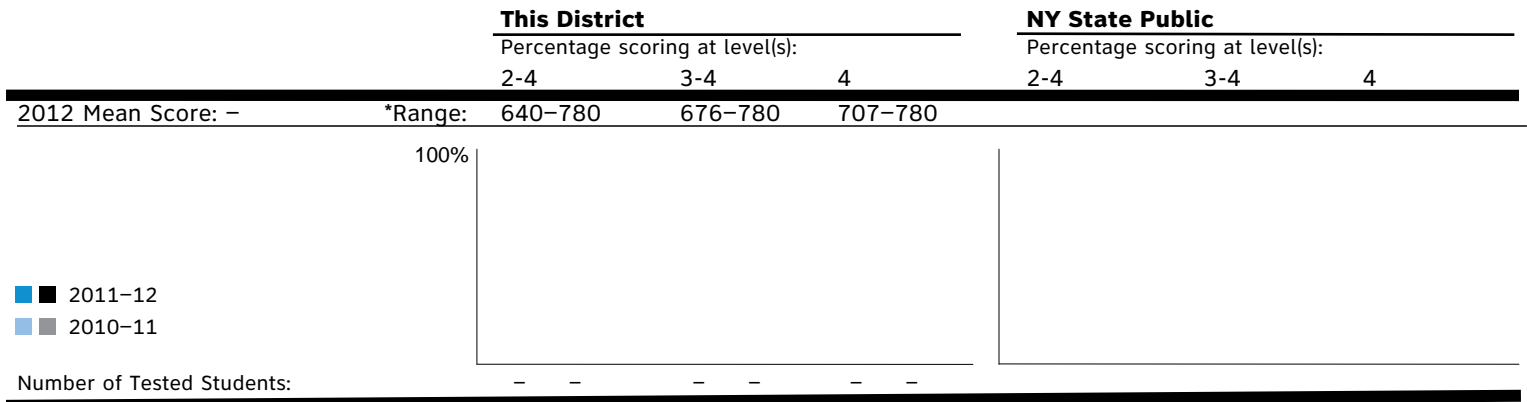 This District NY State Public
Percentage scoring at level(s): Percentage scoring at level(s):
2-4 3-4 4 2-4 3-4 4
2012 Mean Score: – *Range: 640–780 676–780 707–780
100%
2011–12
2010–11
Number of Tested Students: – – – – – –